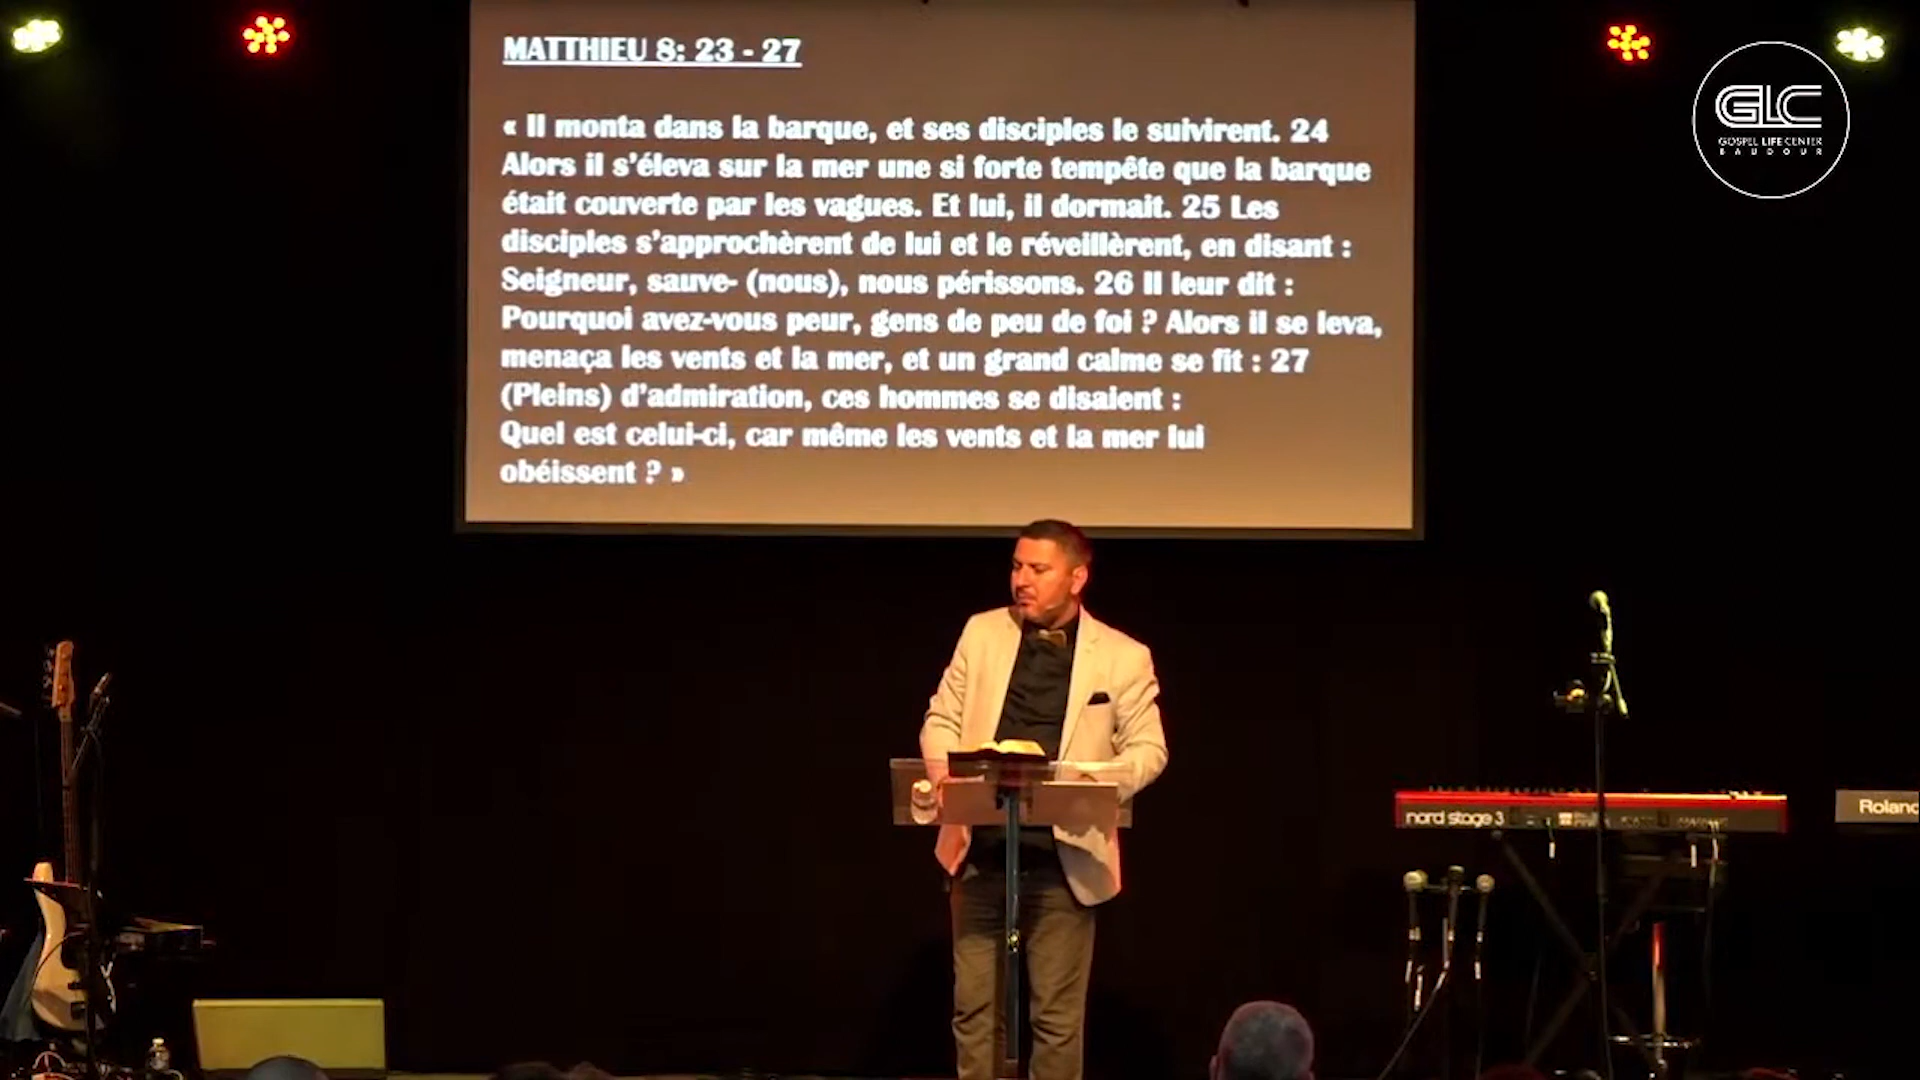 MATTHIEU 8: 23 - 27
« Il monta dans la barque, et ses disciples le suivirent. 24
Alors il s’éleva sur la mer une si forte tempête que la barque
était couverte par les vagues. Et lui, il dormait. 25 Les
disciples s’approchèrent de lui et le réveillèrent, en disant :
Seigneur, sauve- (nous), nous périssons. 26 Il leur dit :
Pourquoi avez-vous peur, gens de peu de foi ? Alors il se leva,
menaça les vents et la mer, et un grand calme se fit : 27
(Pleins) d’admiration, ces hommes se disaient :
Quel est celui-ci, car même les vents et la mer lui
obéissent ? »
GLC
GOSPEL LIFE CENTER
BAUDOUR
nord stage 3
Roland